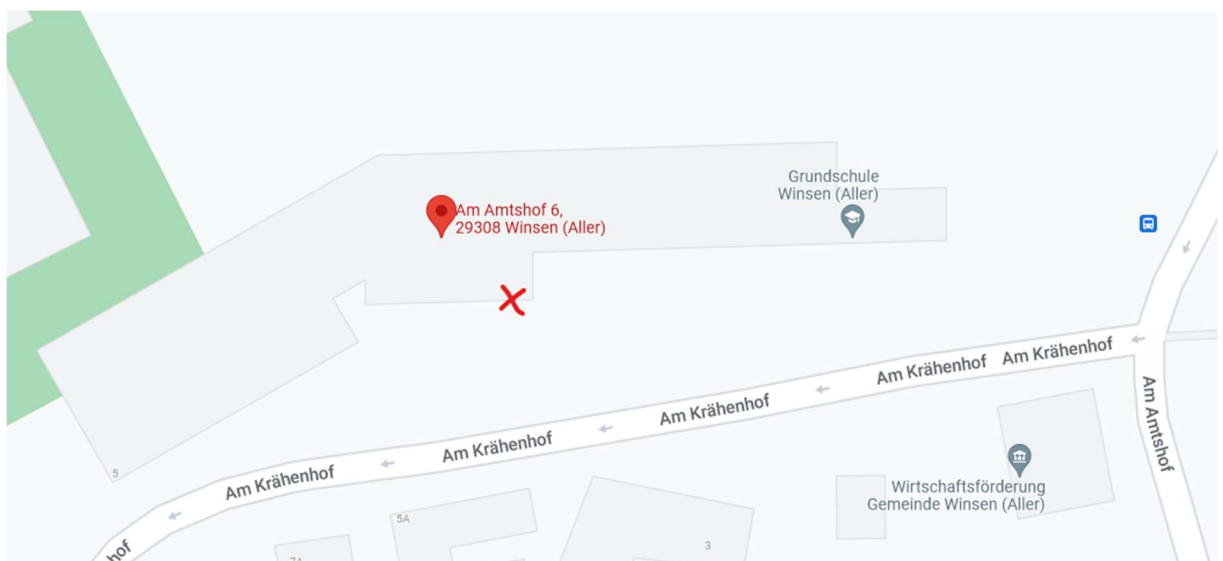 Grundschule
Winsen (Aller)
Am Amtshof 6,
29308 Winsen (Aller)
Am Krähenhof
Am Krähenhof
Am Krähenhof
Am Krähenhof
Am Krähenhof
Am Amtshof
5
Wirtschaftsförderung
Gemeinde Winsen (Aller)
5A
3
hof